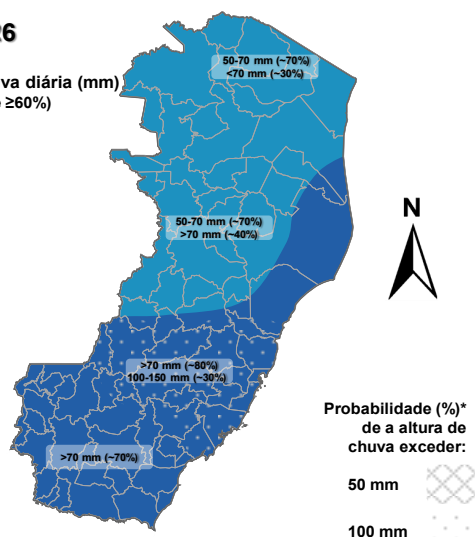 26
va diária (mm)
≥60%)
50-70 mm (~70%)
<70 mm (~30%)
50-70 mm (~70%)
>70 mm (~40%)
N
>70 mm (~80%)
100-150 mm (~30%)
>70 mm (~70%)
Probabilidade (%)*
de a altura de
chuva exceder:
50 mm
100 mm